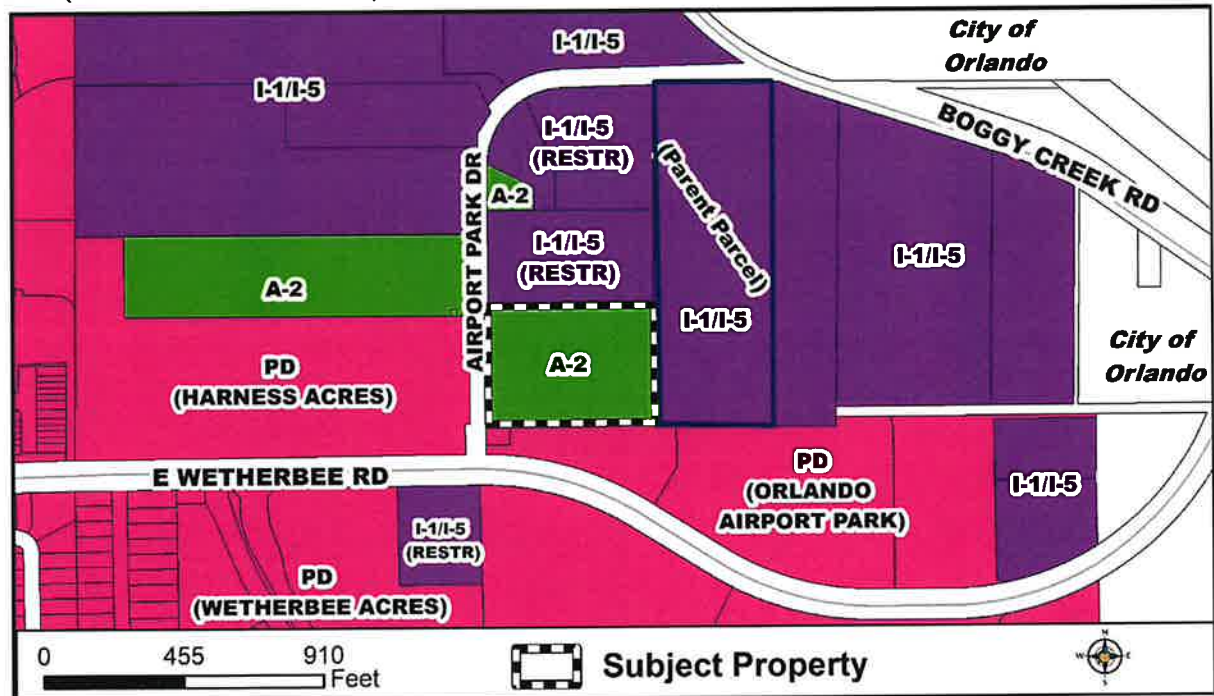 I-1/I-5
City of
Orlando
I-1/I-5
BOGGY CREEK RD
I-1/I-5
(RESTR)
(Parent Parcel)
AIRPORT PARK DR
A-2
I-1/I-5
(RESTR)
I-1/I-5
A-2
I-1/I-5
City of
Orlando
A-2
PD
(HARNESS ACRES)
E WETHERBEE RD
PD
(ORLANDO
AIRPORT PARK)
I-1/I-5
I-1/I-5
(RESTR)
PD
(WETHERBEE ACRES)
0 455 910
Feet
Subject Property
N
W E
S